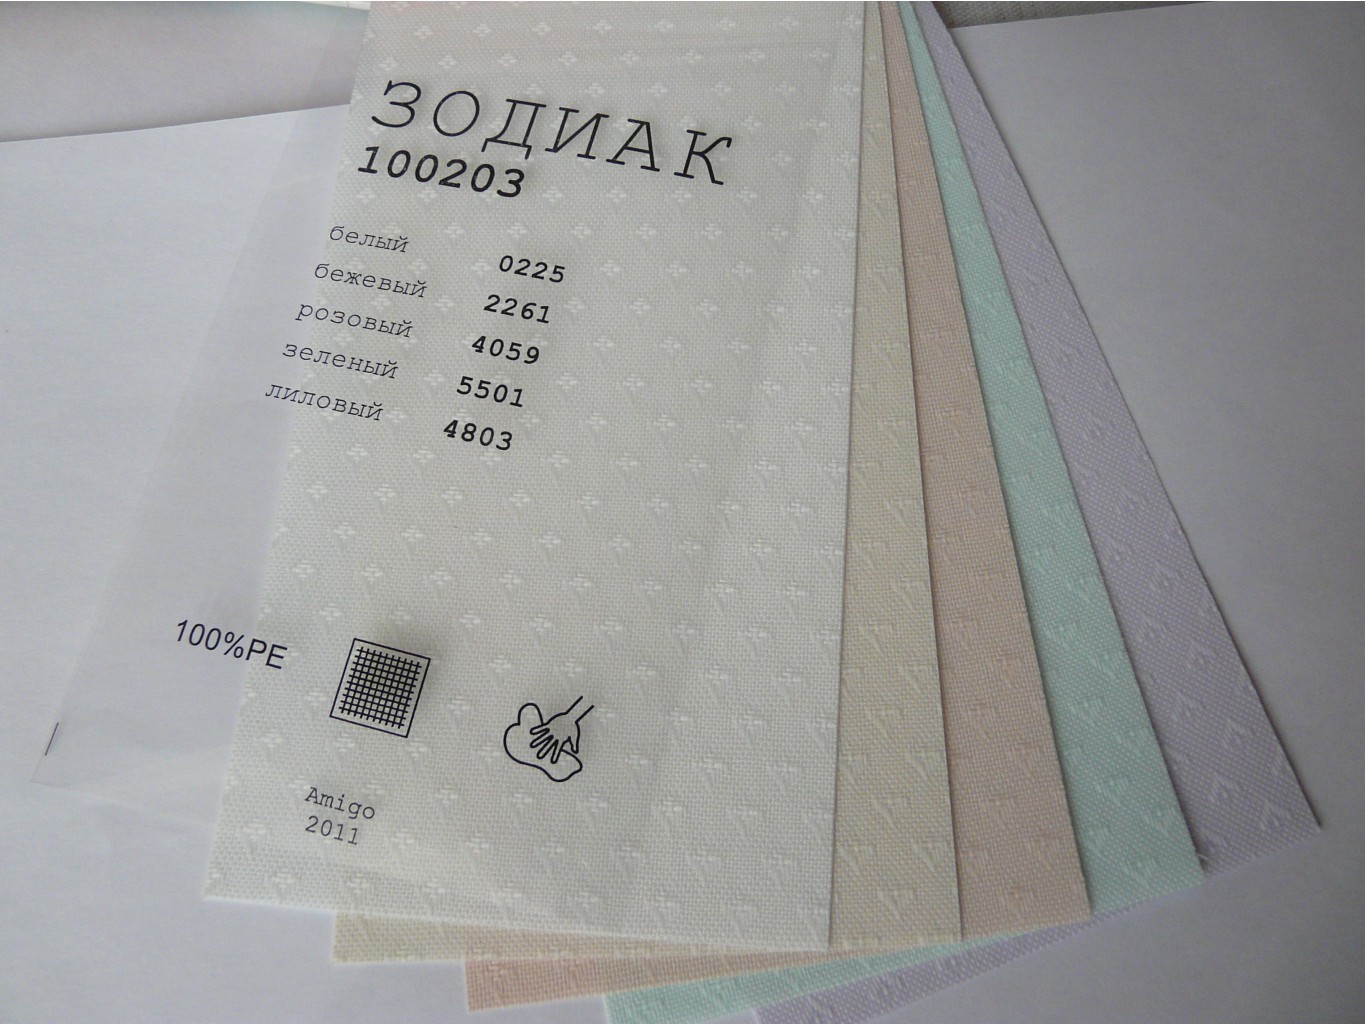 ЗОДИАК
100203
белый 0225
бежевый 2261
розовый 4059
зеленый 5501
лиловый 4803
100%PE
Amigo
2011